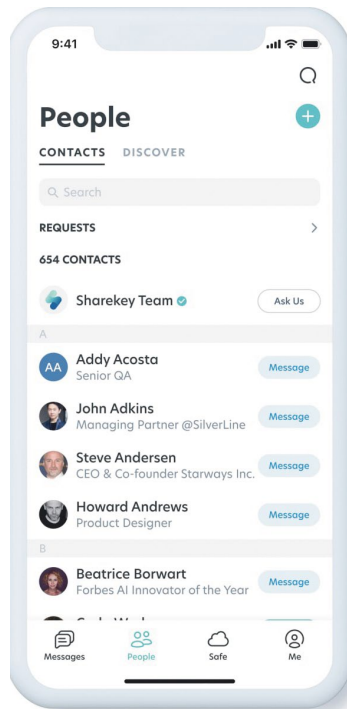 9:41
People
CONTACTS DISCOVER
Search
REQUESTS
654 CONTACTS
Sharekey Team Ask Us
A
AA Addy Acosta Message
Senior QA
John Adkins Message
Managing Partner @SilverLine
Steve Andersen Message
CEO & Co-founder Starways Inc.
Howard Andrews Message
Product Designer
B
Beatrice Borwart Message
Forbes AI Innovator of the Year
Messages People Safe Me